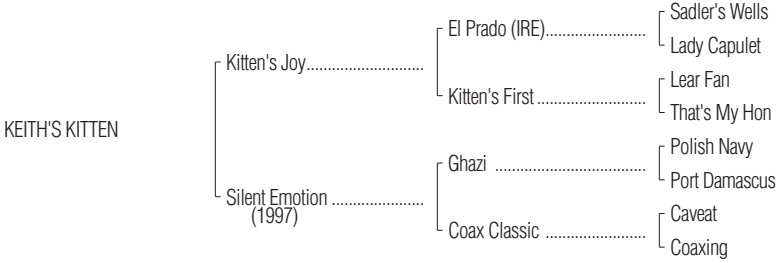 Sadler's Wells
El Prado (IRE)........................
Lady Capulet
Kitten's Joy............................
Lear Fan
Kitten's First..........................
That's My Hon
KEITH'S KITTEN
Polish Navy
Ghazi ....................................
Port Damascus
Silent Emotion ......................
(1997)
Caveat
Coax Classic ........................
Coaxing